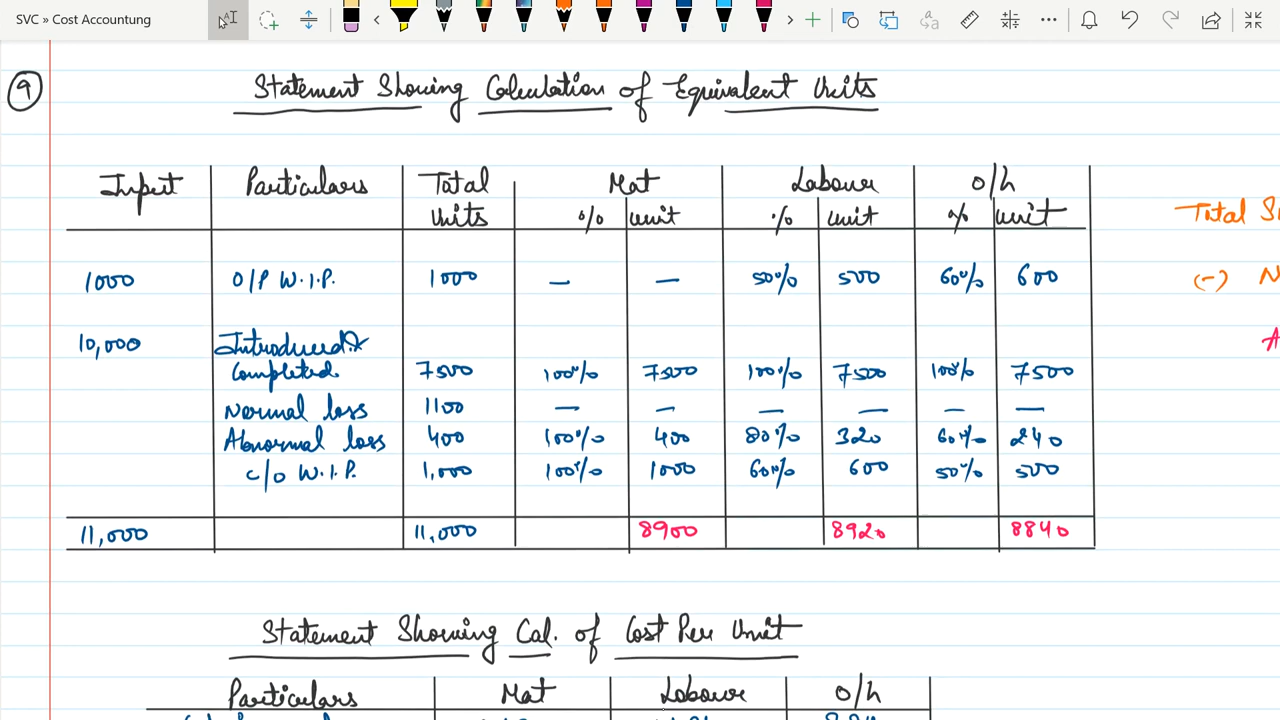 SVC » Cost Accountung
9
Statement Showing Calculation of Equivalent Units
Input Particulars Total Units Mat Labour O/h
% unit % unit % unit
1000 O/P W.I.P. 1000 — — 50% 500 60% 600
10,000 Introduced &
Completed 7500 100% 7500 100% 7500 100% 7500
Normal loss 1100 — — — — — —
Abnormal loss 400 100% 400 80% 320 60% 240
C/O W.I.P. 1,000 100% 1000 60% 600 50% 500
11,000 11,000 8900 8920 8840
Total
(-)
Statement Showing Cal. of Cost Per Unit
Particulars Mat Labour O/h